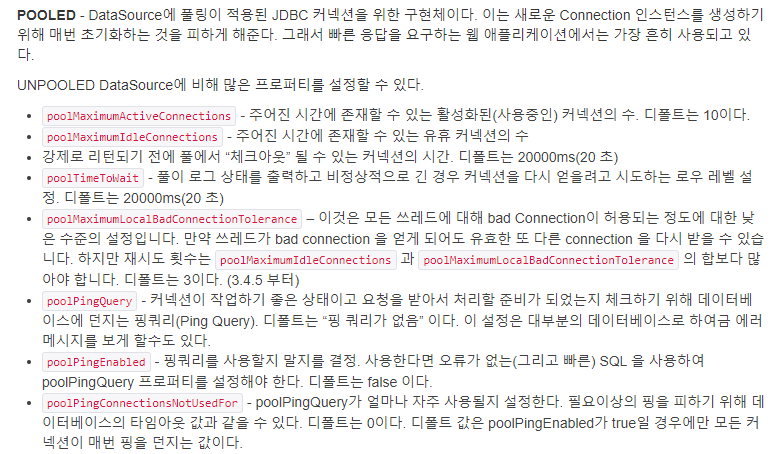 POOLED - DataSource에 풀링이 적용된 JDBC 커넥션을 위한 구현체이다. 이는 새로운 Connection 인스턴스를 생성하기
위해 매번 초기화하는 것을 피하게 해준다. 그래서 빠른 응답을 요구하는 웹 애플리케이션에서는 가장 흔히 사용되고 있
다.
UNPOOLED DataSource에 비해 많은 프로퍼티를 설정할 수 있다.
• poolMaximumActiveConnections - 주어진 시간에 존재할 수 있는 활성화된(사용중인) 커넥션의 수. 디폴트는 10이다.
• poolMaximumIdleConnections - 주어진 시간에 존재할 수 있는 유휴 커넥션의 수
• 강제로 리턴되기 전에 풀에서 “체크아웃” 될 수 있는 커넥션의 시간. 디폴트는 20000ms(20 초)
• poolTimeToWait - 풀이 로그 상태를 출력하고 비정상적으로 긴 경우 커넥션을 다시 얻을려고 시도하는 로우 레벨 설
정. 디폴트는 20000ms(20 초)
• poolMaximumLocalBadConnectionTolerance – 이것은 모든 쓰레드에 대해 bad Connection이 허용되는 정도에 대한 낮
은 수준의 설정입니다. 만약 쓰레드가 bad connection 을 얻게 되어도 유효한 또 다른 connection 을 다시 받을 수 있습
니다. 하지만 재시도 횟수는 poolMaximumIdleConnections 과 poolMaximumLocalBadConnectionTolerance 의 합보다 많
아야 합니다. 디폴트는 3이다. (3.4.5 부터)
• poolPingQuery - 커넥션이 작업하기 좋은 상태이고 요청을 받아서 처리할 준비가 되었는지 체크하기 위해 데이터베
이스에 던지는 핑쿼리(Ping Query). 디폴트는 “핑 쿼리가 없음” 이다. 이 설정은 대부분의 데이터베이스로 하여금 에러
메시지를 보게 할수도 있다.
• poolPingEnabled - 핑쿼리를 사용할지 말지를 결정. 사용한다면 오류가 없는(그리고 빠른) SQL 을 사용하여
poolPingQuery 프로퍼티를 설정해야 한다. 디폴트는 false 이다.
• poolPingConnectionsNotUsedFor - poolPingQuery가 얼마나 자주 사용될지 설정한다. 필요이상의 핑을 피하기 위해 데
이터베이스의 타임아웃 값과 같을 수 있다. 디폴트는 0이다. 디폴트 값은 poolPingEnabled가 true일 경우에만 모든 커
넥션이 매번 핑을 던지는 값이다.